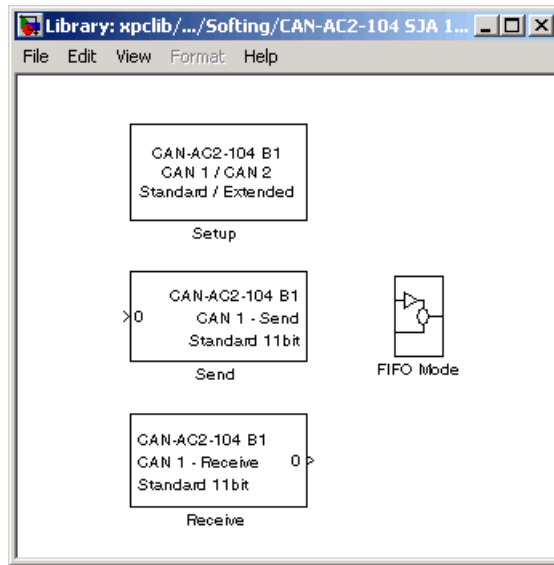 Library: xpclib/.../Softing/CAN-AC2-104 SJA 1...
File Edit View Format Help
CAN-AC2-104 B1
CAN 1 / CAN 2
Standard / Extended
Setup
CAN-AC2-104 B1
0 CAN 1 - Send
Standard 11bit
Send
FIFO Mode
CAN-AC2-104 B1
CAN 1 - Receive 0
Standard 11bit
Receive